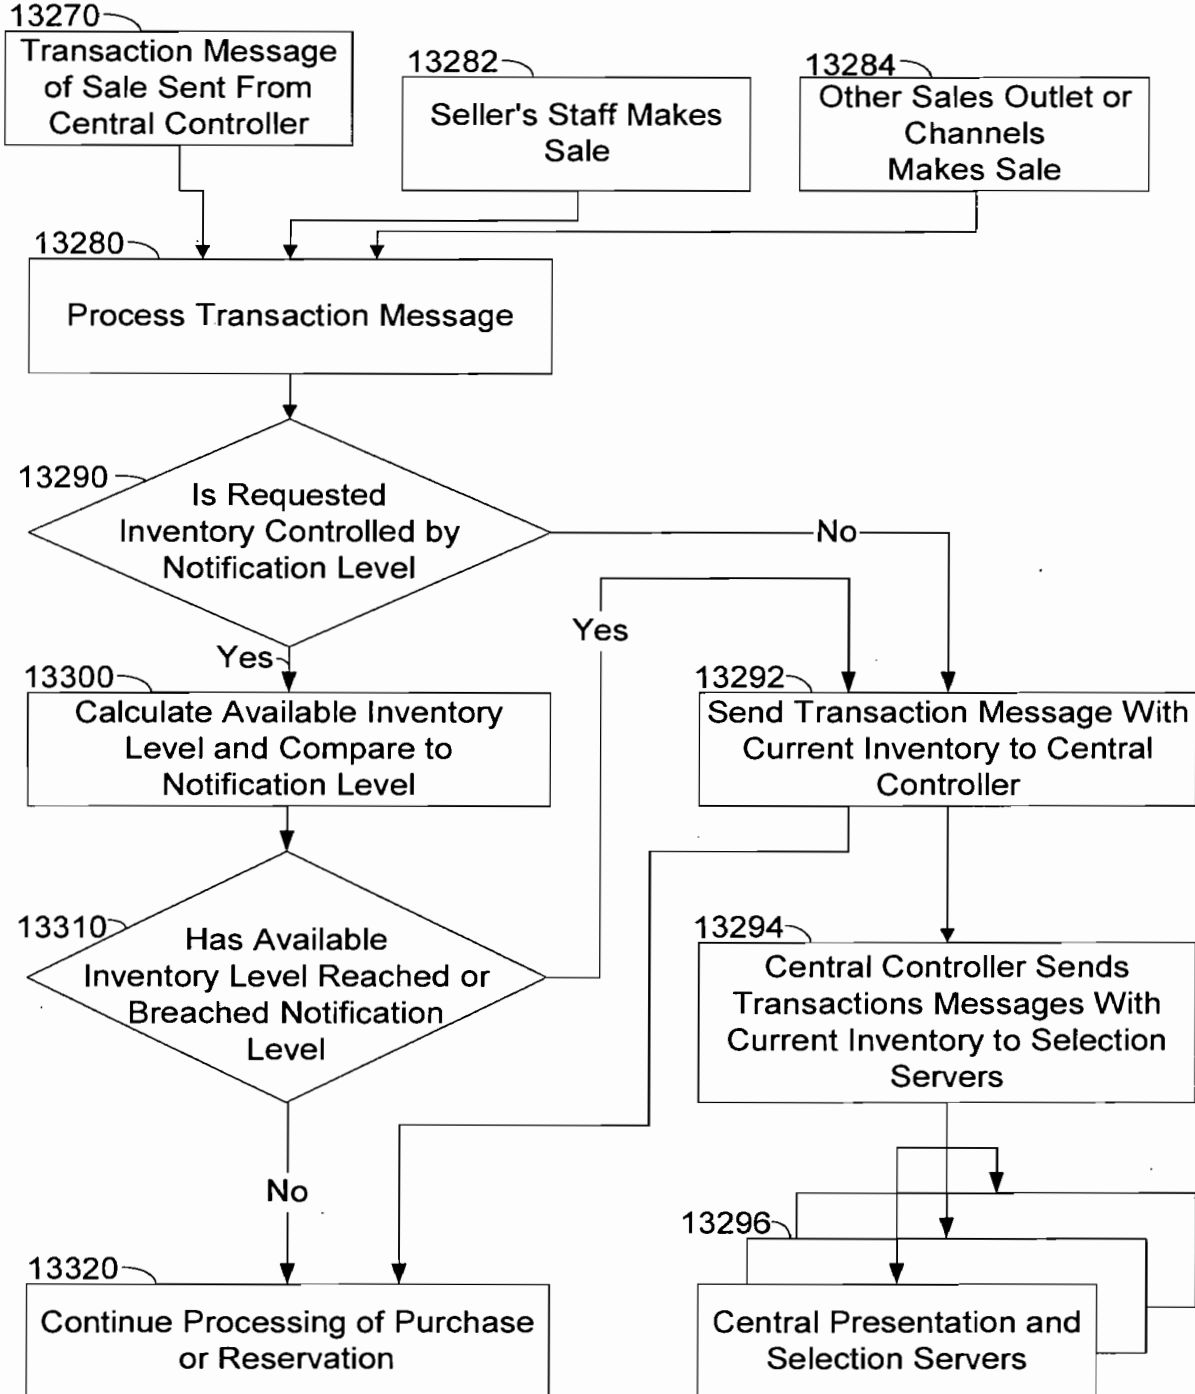 13270
Transaction Message
of Sale Sent From
Central Controller
13282
Seller's Staff Makes
Sale
13284
Other Sales Outlet or
Channels
Makes Sale
13280
Process Transaction Message
13290
Is Requested
Inventory Controlled by
Notification Level
No
Yes
Yes
13300
Calculate Available Inventory
Level and Compare to
Notification Level
13292
Send Transaction Message With
Current Inventory to Central
Controller
13310
Has Available
Inventory Level Reached or
Breached Notification
Level
13294
Central Controller Sends
Transactions Messages With
Current Inventory to Selection
Servers
No
13296
13320
Continue Processing of Purchase
or Reservation
Central Presentation and
Selection Servers